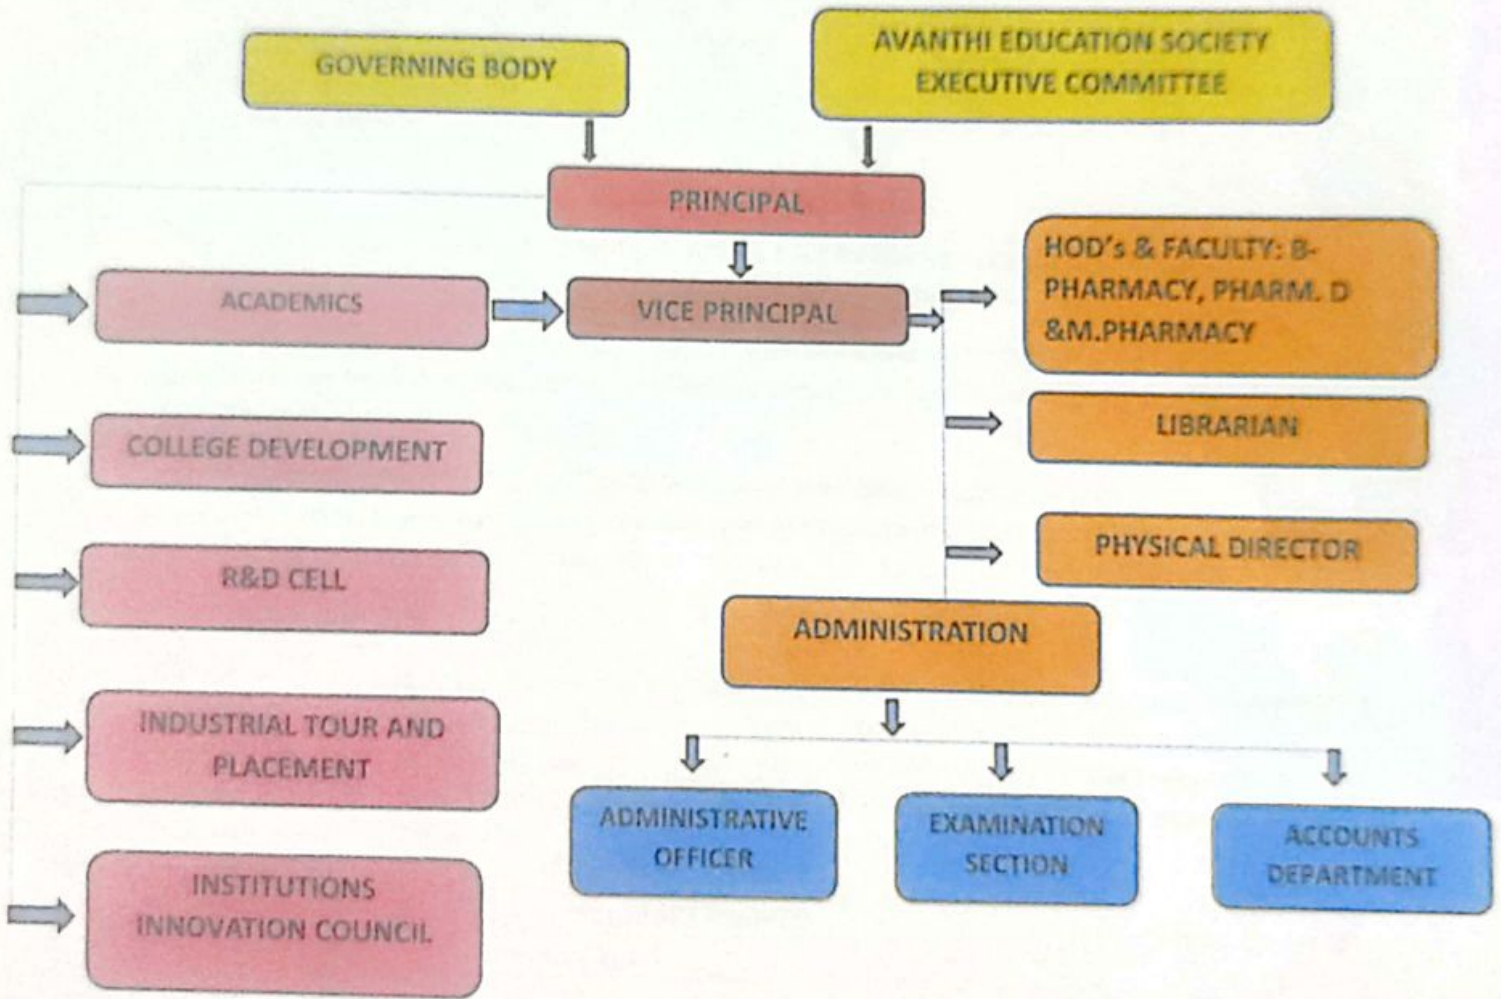 GOVERNING BODY
AVANTHI EDUCATION SOCIETY
EXECUTIVE COMMITTEE
PRINCIPAL
ACADEMICS
VICE PRINCIPAL
HOD's & FACULTY: B-
PHARMACY, PHARM. D
&M.PHARMACY
COLLEGE DEVELOPMENT
LIBRARIAN
R&D CELL
PHYSICAL DIRECTOR
ADMINISTRATION
INDUSTRIAL TOUR AND
PLACEMENT
ADMINISTRATIVE
OFFICER
EXAMINATION
SECTION
ACCOUNTS
DEPARTMENT
INSTITUTIONS
INNOVATION COUNCIL